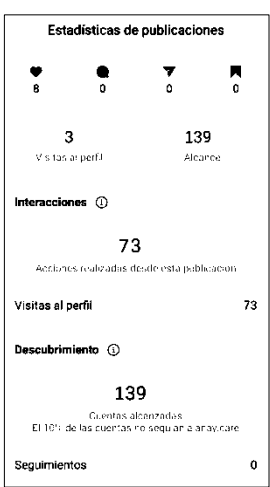 Estadísticas de publicaciones
8 0 0 0
3 139
Visitas al perfil Alcance
Interacciones
73
Acciones realizadas desde esta publicación
Visitas al perfil 73
Descubrimiento
139
Cuentas alcanzadas
El 10% de las cuentas no seguían a
Seguimientos 0